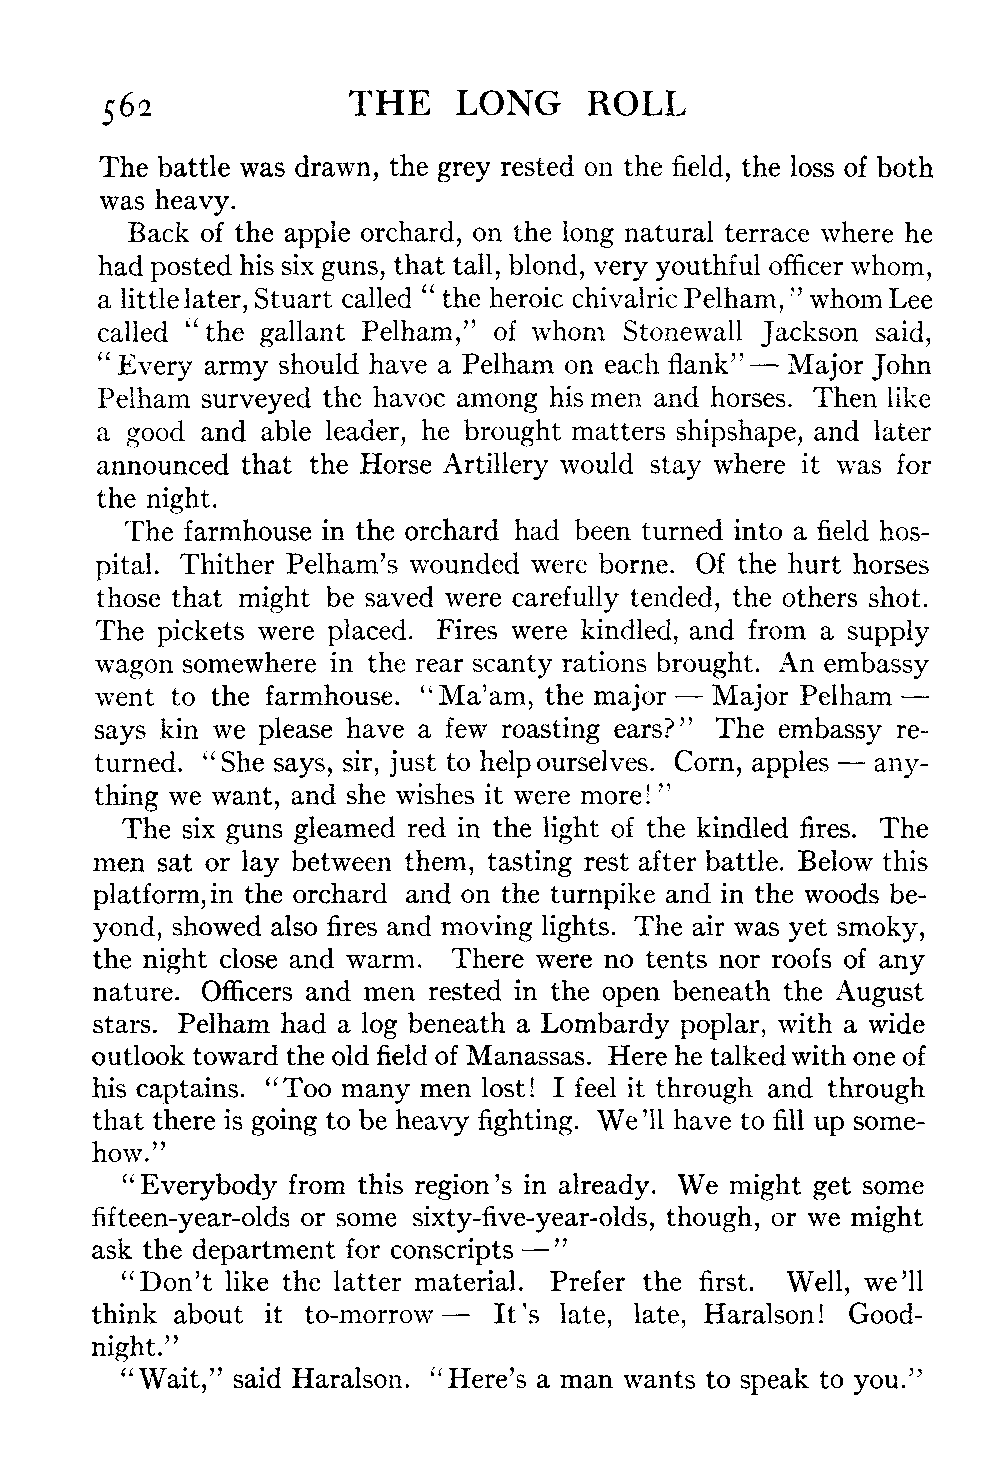 562 THE LONG ROLL
The battle was drawn, the grey rested on the field, the loss of both
was heavy.
Back of the apple orchard, on the long natural terrace where he
had posted his six guns, that tall, blond, very youthful officer whom,
a little later, Stuart called "the heroic chivalric Pelham," whom Lee
called "the gallant Pelham," of whom Stonewall Jackson said,
"Every army should have a Pelham on each flank" — Major John
Pelham surveyed the havoc among his men and horses. Then like
a good and able leader, he brought matters shipshape, and later
announced that the Horse Artillery would stay where it was for
the night.
The farmhouse in the orchard had been turned into a field hos-
pital. Thither Pelham's wounded were borne. Of the hurt horses
those that might be saved were carefully tended, the others shot.
The pickets were placed. Fires were kindled, and from a supply
wagon somewhere in the rear scanty rations brought. An embassy
went to the farmhouse. "Ma'am, the major — Major Pelham —
says kin we please have a few roasting ears?" The embassy re-
turned. "She says, sir, just to help ourselves. Corn, apples — any-
thing we want, and she wishes it were more!"
The six guns gleamed red in the light of the kindled fires. The
men sat or lay between them, tasting rest after battle. Below this
platform, in the orchard and on the turnpike and in the woods be-
yond, showed also fires and moving lights. The air was yet smoky,
the night close and warm. There were no tents nor roofs of any
nature. Officers and men rested in the open beneath the August
stars. Pelham had a log beneath a Lombardy poplar, with a wide
outlook toward the old field of Manassas. Here he talked with one of
his captains. "Too many men lost! I feel it through and through
that there is going to be heavy fighting. We'll have to fill up some-
how."
"Everybody from this region's in already. We might get some
fifteen-year-olds or some sixty-five-year-olds, though, or we might
ask the department for conscripts —"
"Don't like the latter material. Prefer the first. Well, we'll
think about it to-morrow — It's late, late, Haralson! Good-
night."
"Wait," said Haralson. "Here's a man wants to speak to you."